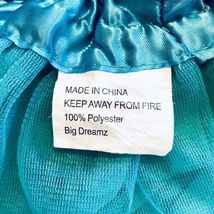 MADE IN CHINA
KEEP AWAY FROM FIRE
100% Polyester
Big Dreamz